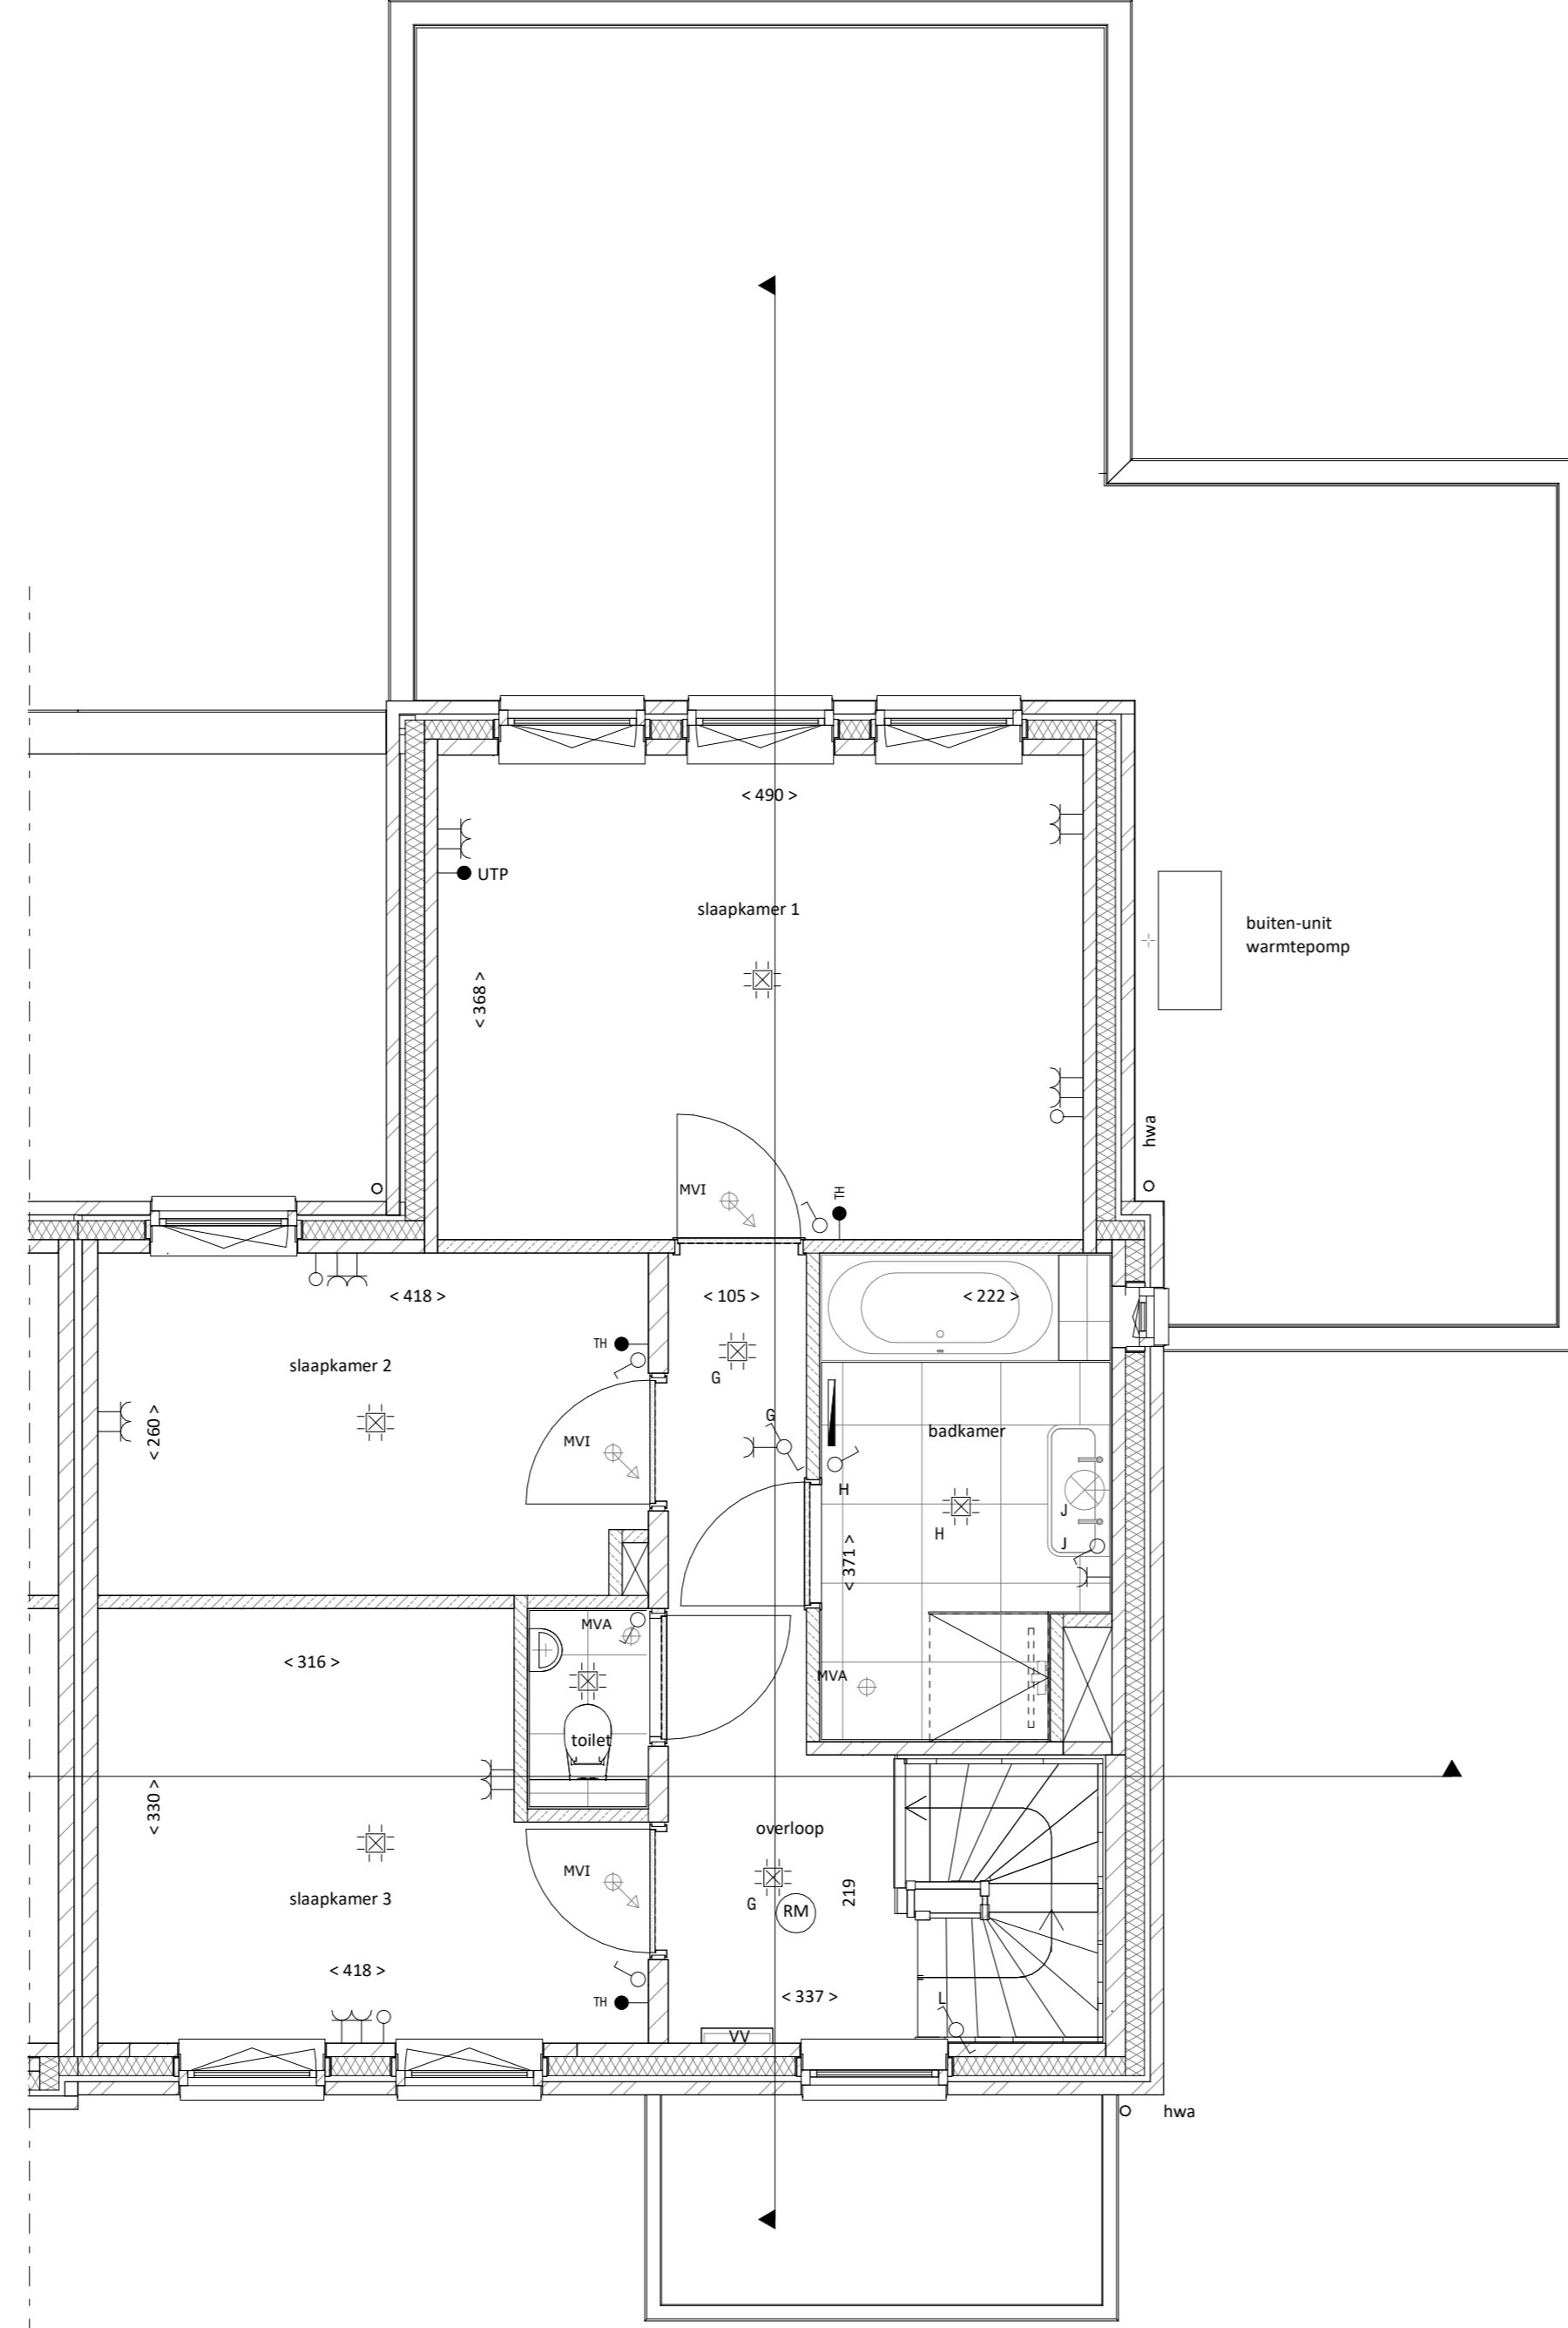 < 490 >
UTP
slaapkamer 1
buiten-unit
warmtepomp
< 368 >
hwa
MVI
TH
< 418 >
< 105 >
< 222 >
TH
slaapkamer 2
G
G
< 260 >
MVI
badkamer
H
H
J
J
< 371 >
MVA
< 316 >
MVA
toilet
< 330 >
overloop
MVI
slaapkamer 3
G
RM
219
< 418 >
TH
< 337 >
L
VV
hwa